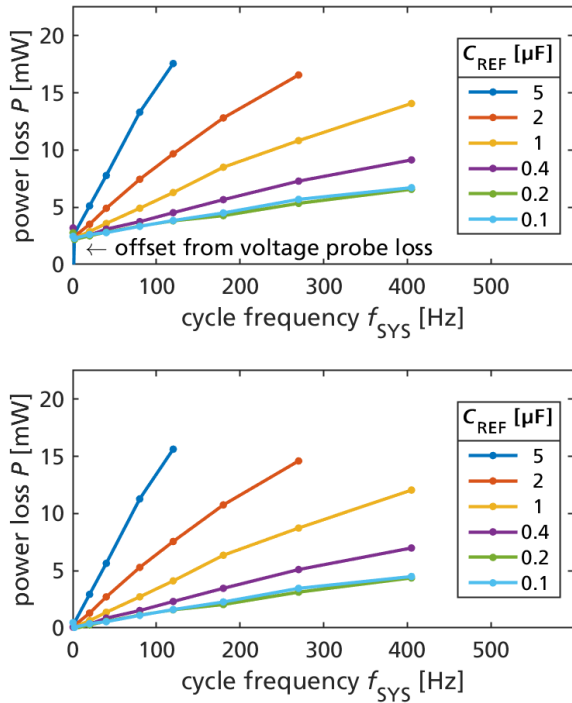 power loss P [mW]
20
15
10
5
0
← offset from voltage probe loss
0 100 200 300 400 500
cycle frequency f_SYS [Hz]
C_REF [µF]
5
2
1
0.4
0.2
0.1
power loss P [mW]
20
15
10
5
0
0 100 200 300 400 500
cycle frequency f_SYS [Hz]
C_REF [µF]
5
2
1
0.4
0.2
0.1